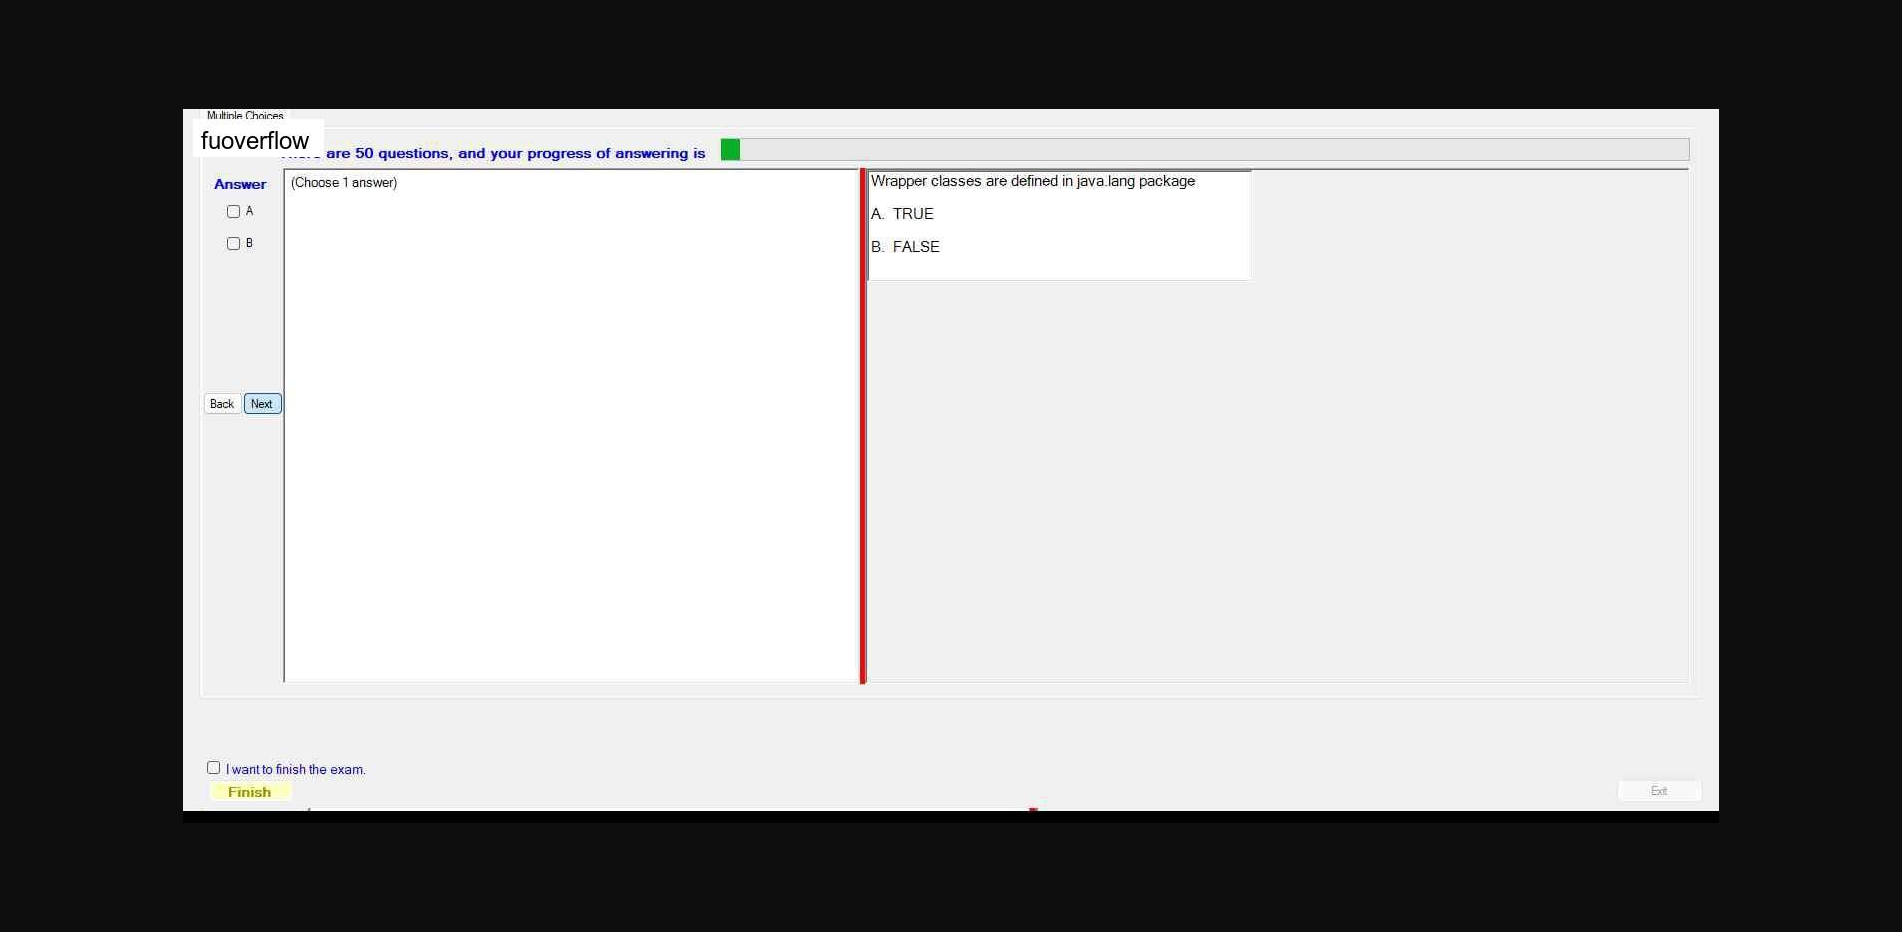 Multiple Choices
fuoverflow
are 50 questions, and your progress of answering is
Answer
(Choose 1 answer)
A
B
Wrapper classes are defined in java.lang package
A. TRUE
B. FALSE
Back
Next
I want to finish the exam.
Finish
Exit